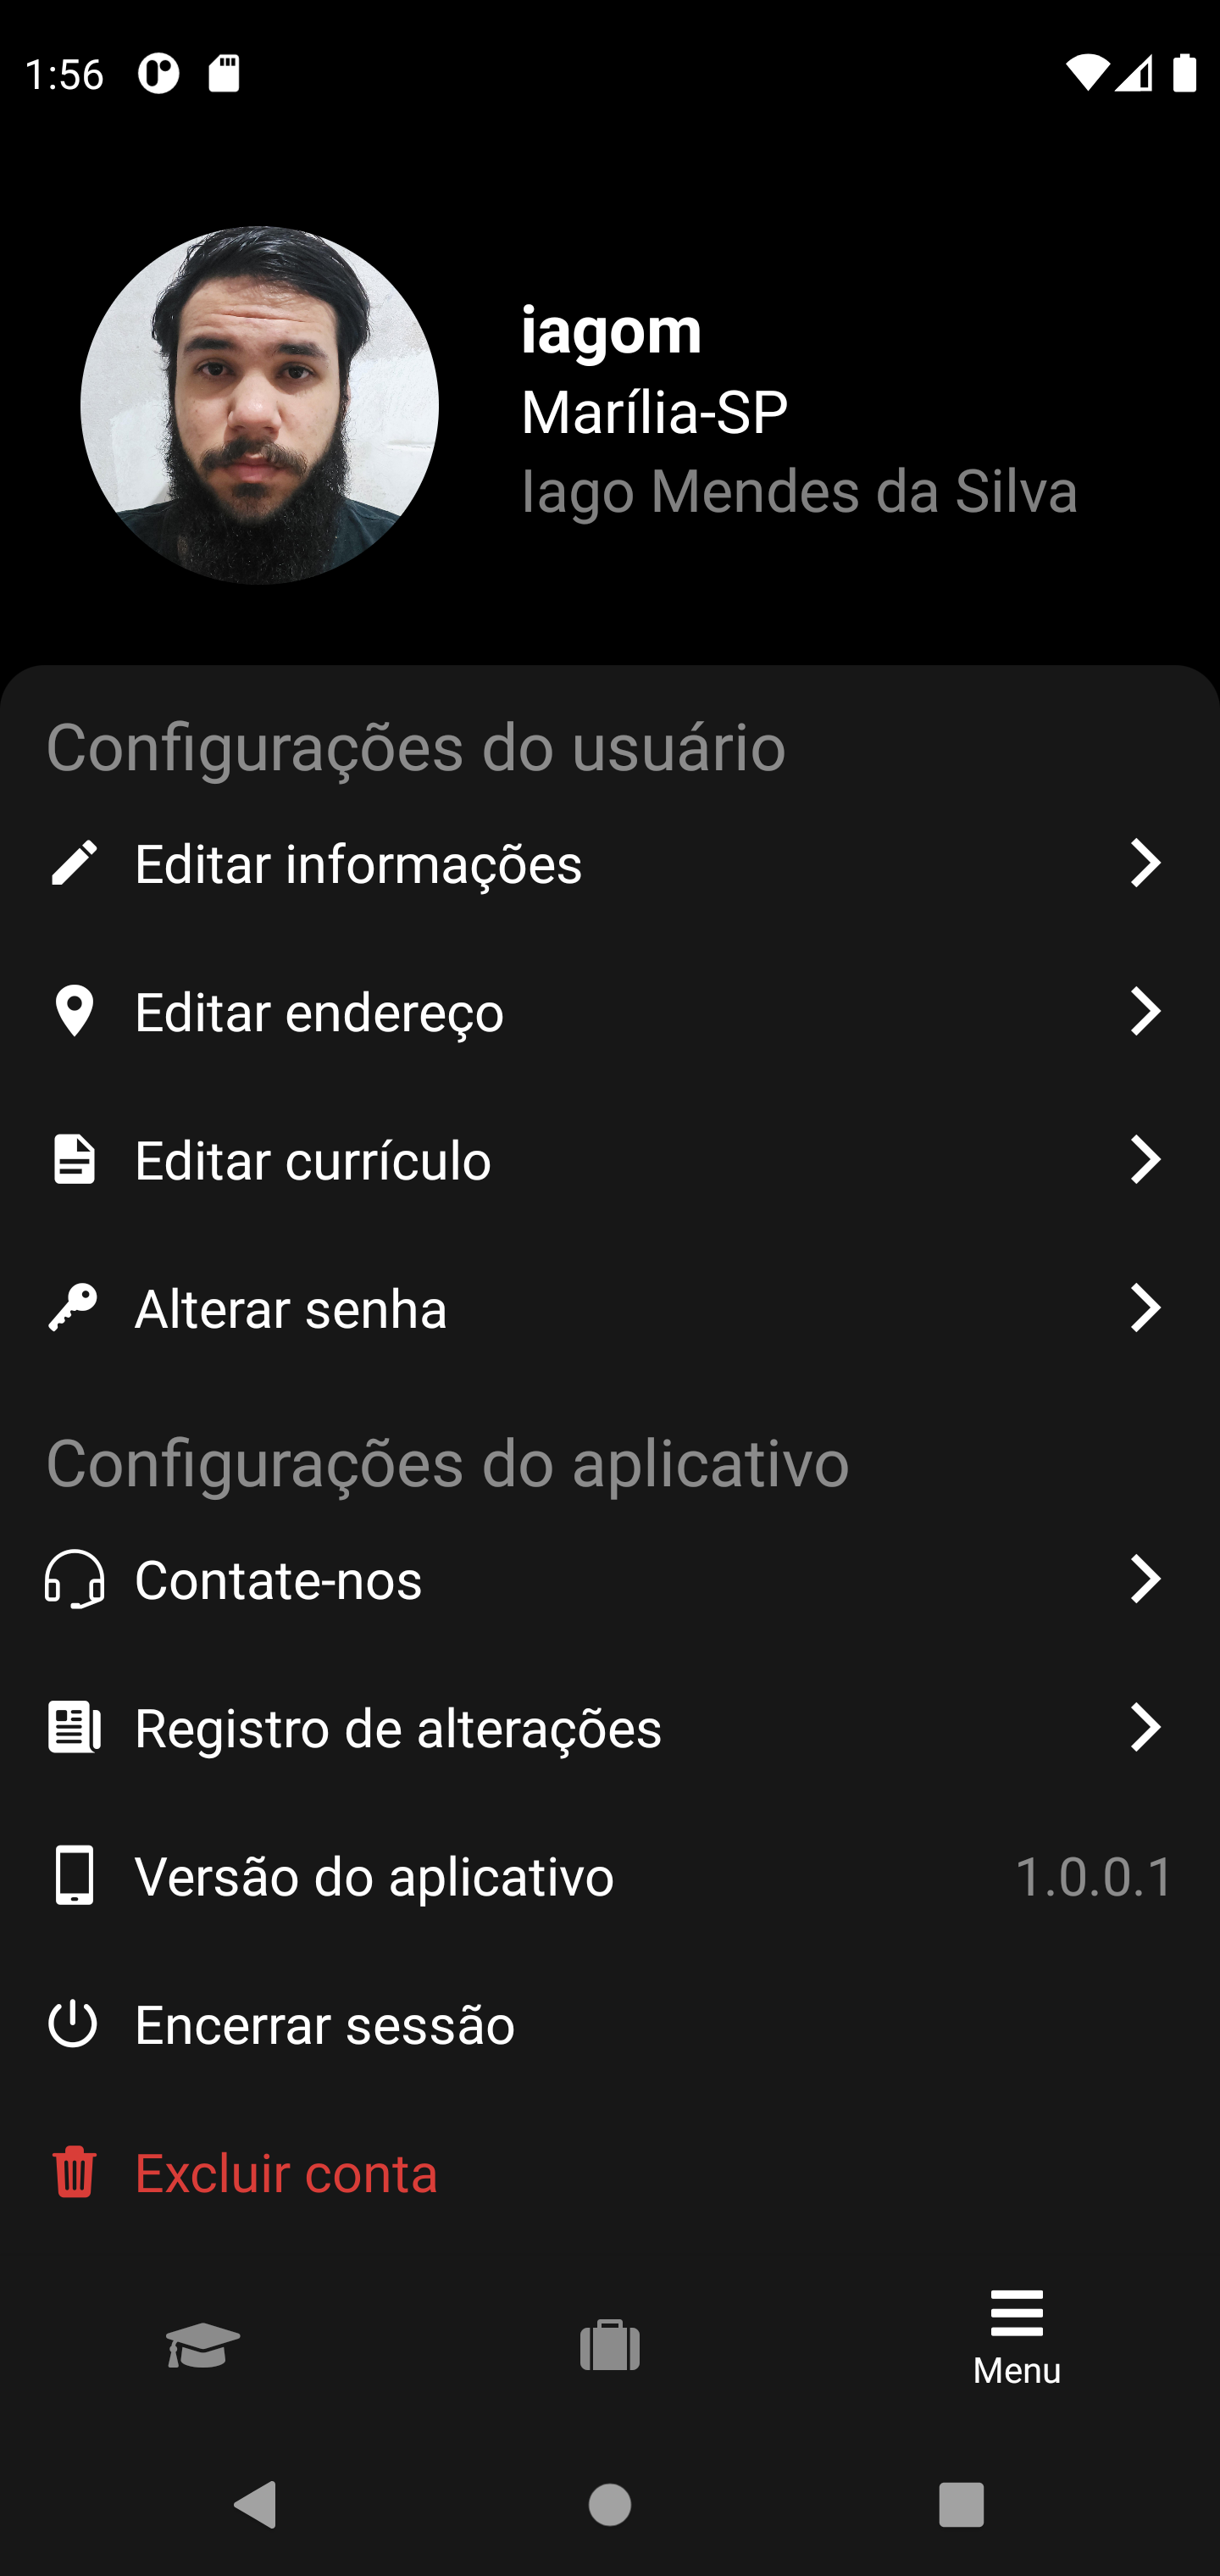 1:56
iagom
Marília-SP
Iago Mendes da Silva
Configurações do usuário
Editar informações
Editar endereço
Editar currículo
Alterar senha
Configurações do aplicativo
Contate-nos
Registro de alterações
Versão do aplicativo 1.0.0.1
Encerrar sessão
Excluir conta
Menu